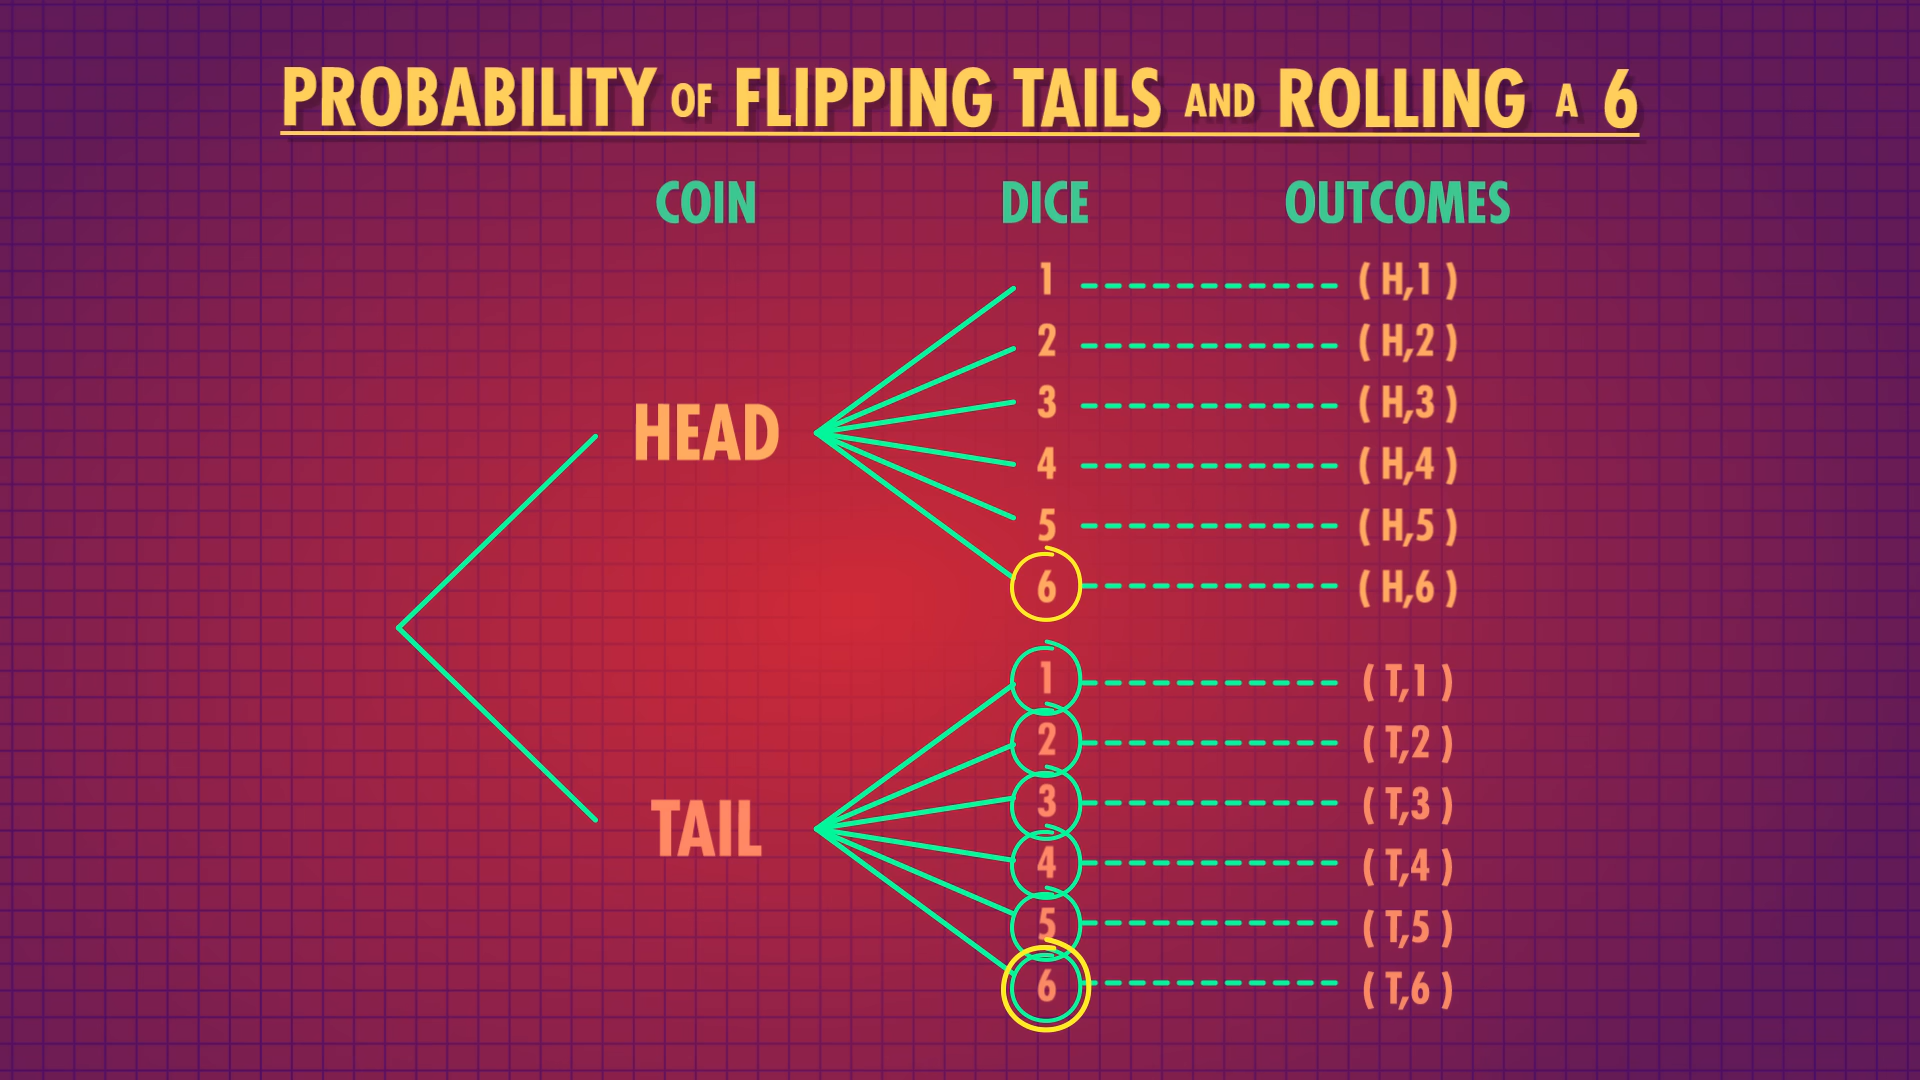 PROBABILITY OF FLIPPING TAILS AND ROLLING A 6
COIN DICE OUTCOMES
1 ( H,1 )
2 ( H,2 )
3 ( H,3 )
HEAD
4 ( H,4 )
5 ( H,5 )
6 ( H,6 )
1 ( T,1 )
2 ( T,2 )
3 ( T,3 )
TAIL
4 ( T,4 )
5 ( T,5 )
6 ( T,6 )